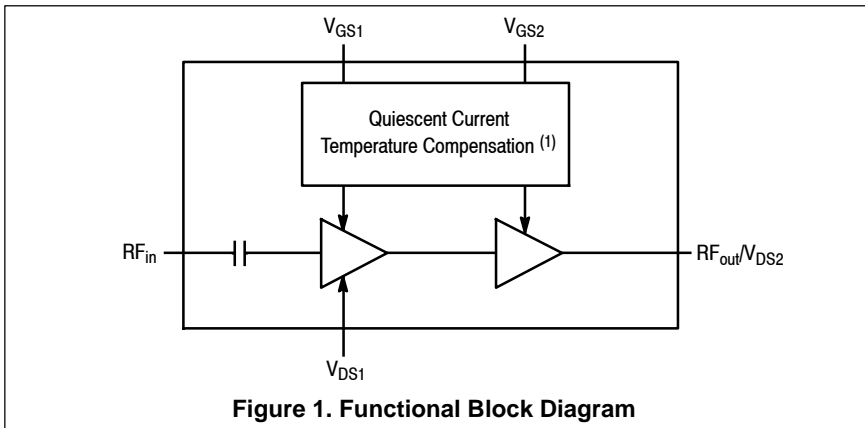 VGS1
VGS2
Quiescent Current
Temperature Compensation (1)
RFin
RFout/VDS2
VDS1
Figure 1. Functional Block Diagram